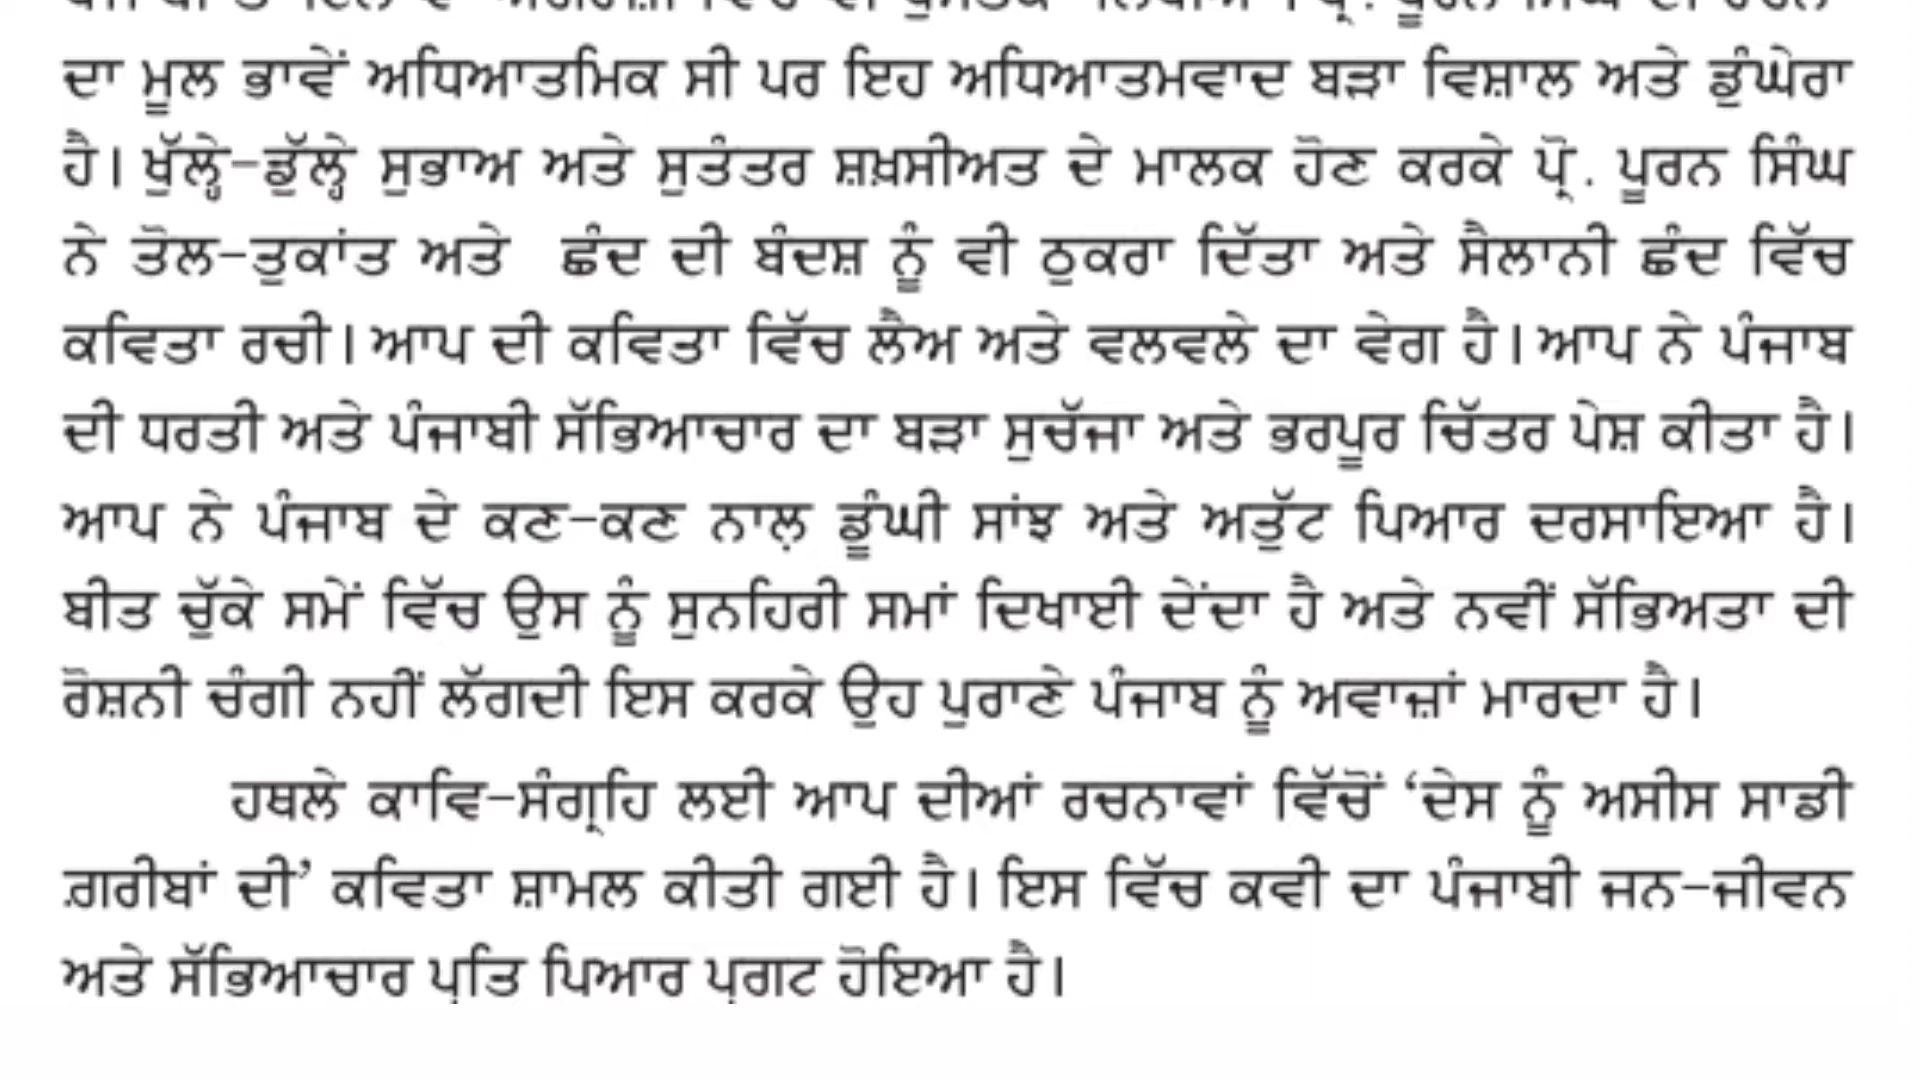 ਦਾ ਮੂਲ ਭਾਵੇਂ ਅਧਿਆਤਮਿਕ ਸੀ ਪਰ ਇਹ ਅਧਿਆਤਮਵਾਦ ਬੜਾ ਵਿਸ਼ਾਲ ਅਤੇ ਡੁੰਘੇਰਾ
ਹੈ। ਖੁੱਲ੍ਹੇ-ਡੁੱਲ੍ਹੇ ਸੁਭਾਅ ਅਤੇ ਸੁਤੰਤਰ ਸ਼ਖ਼ਸੀਅਤ ਦੇ ਮਾਲਕ ਹੋਣ ਕਰਕੇ ਪ੍ਰੋ. ਪੂਰਨ ਸਿੰਘ
ਨੇ ਤੋਲ-ਤੁਕਾਂਤ ਅਤੇ ਛੰਦ ਦੀ ਬੰਦਸ਼ ਨੂੰ ਵੀ ਠੁਕਰਾ ਦਿੱਤਾ ਅਤੇ ਸੈਲਾਨੀ ਛੰਦ ਵਿੱਚ
ਕਵਿਤਾ ਰਚੀ। ਆਪ ਦੀ ਕਵਿਤਾ ਵਿੱਚ ਲੈਅ ਅਤੇ ਵਲਵਲੇ ਦਾ ਵੇਗ ਹੈ। ਆਪ ਨੇ ਪੰਜਾਬ
ਦੀ ਧਰਤੀ ਅਤੇ ਪੰਜਾਬੀ ਸੱਭਿਆਚਾਰ ਦਾ ਬੜਾ ਸੁਚੱਜਾ ਅਤੇ ਭਰਪੂਰ ਚਿੱਤਰ ਪੇਸ਼ ਕੀਤਾ ਹੈ।
ਆਪ ਨੇ ਪੰਜਾਬ ਦੇ ਕਣ-ਕਣ ਨਾਲ਼ ਡੂੰਘੀ ਸਾਂਝ ਅਤੇ ਅਤੁੱਟ ਪਿਆਰ ਦਰਸਾਇਆ ਹੈ।
ਬੀਤ ਚੁੱਕੇ ਸਮੇਂ ਵਿੱਚ ਉਸ ਨੂੰ ਸੁਨਹਿਰੀ ਸਮਾਂ ਦਿਖਾਈ ਦੇਂਦਾ ਹੈ ਅਤੇ ਨਵੀਂ ਸੱਭਿਅਤਾ ਦੀ
ਰੋਸ਼ਨੀ ਚੰਗੀ ਨਹੀਂ ਲੱਗਦੀ ਇਸ ਕਰਕੇ ਉਹ ਪੁਰਾਣੇ ਪੰਜਾਬ ਨੂੰ ਅਵਾਜ਼ਾਂ ਮਾਰਦਾ ਹੈ।
ਹਥਲੇ ਕਾਵਿ-ਸੰਗ੍ਰਹਿ ਲਈ ਆਪ ਦੀਆਂ ਰਚਨਾਵਾਂ ਵਿੱਚੋਂ ‘ਦੇਸ ਨੂੰ ਅਸੀਸ ਸਾਡੀ
ਗ਼ਰੀਬਾਂ ਦੀ’ ਕਵਿਤਾ ਸ਼ਾਮਲ ਕੀਤੀ ਗਈ ਹੈ। ਇਸ ਵਿੱਚ ਕਵੀ ਦਾ ਪੰਜਾਬੀ ਜਨ-ਜੀਵਨ
ਅਤੇ ਸੱਭਿਆਚਾਰ ਪ੍ਰਤਿ ਪਿਆਰ ਪ੍ਰਗਟ ਹੋਇਆ ਹੈ।